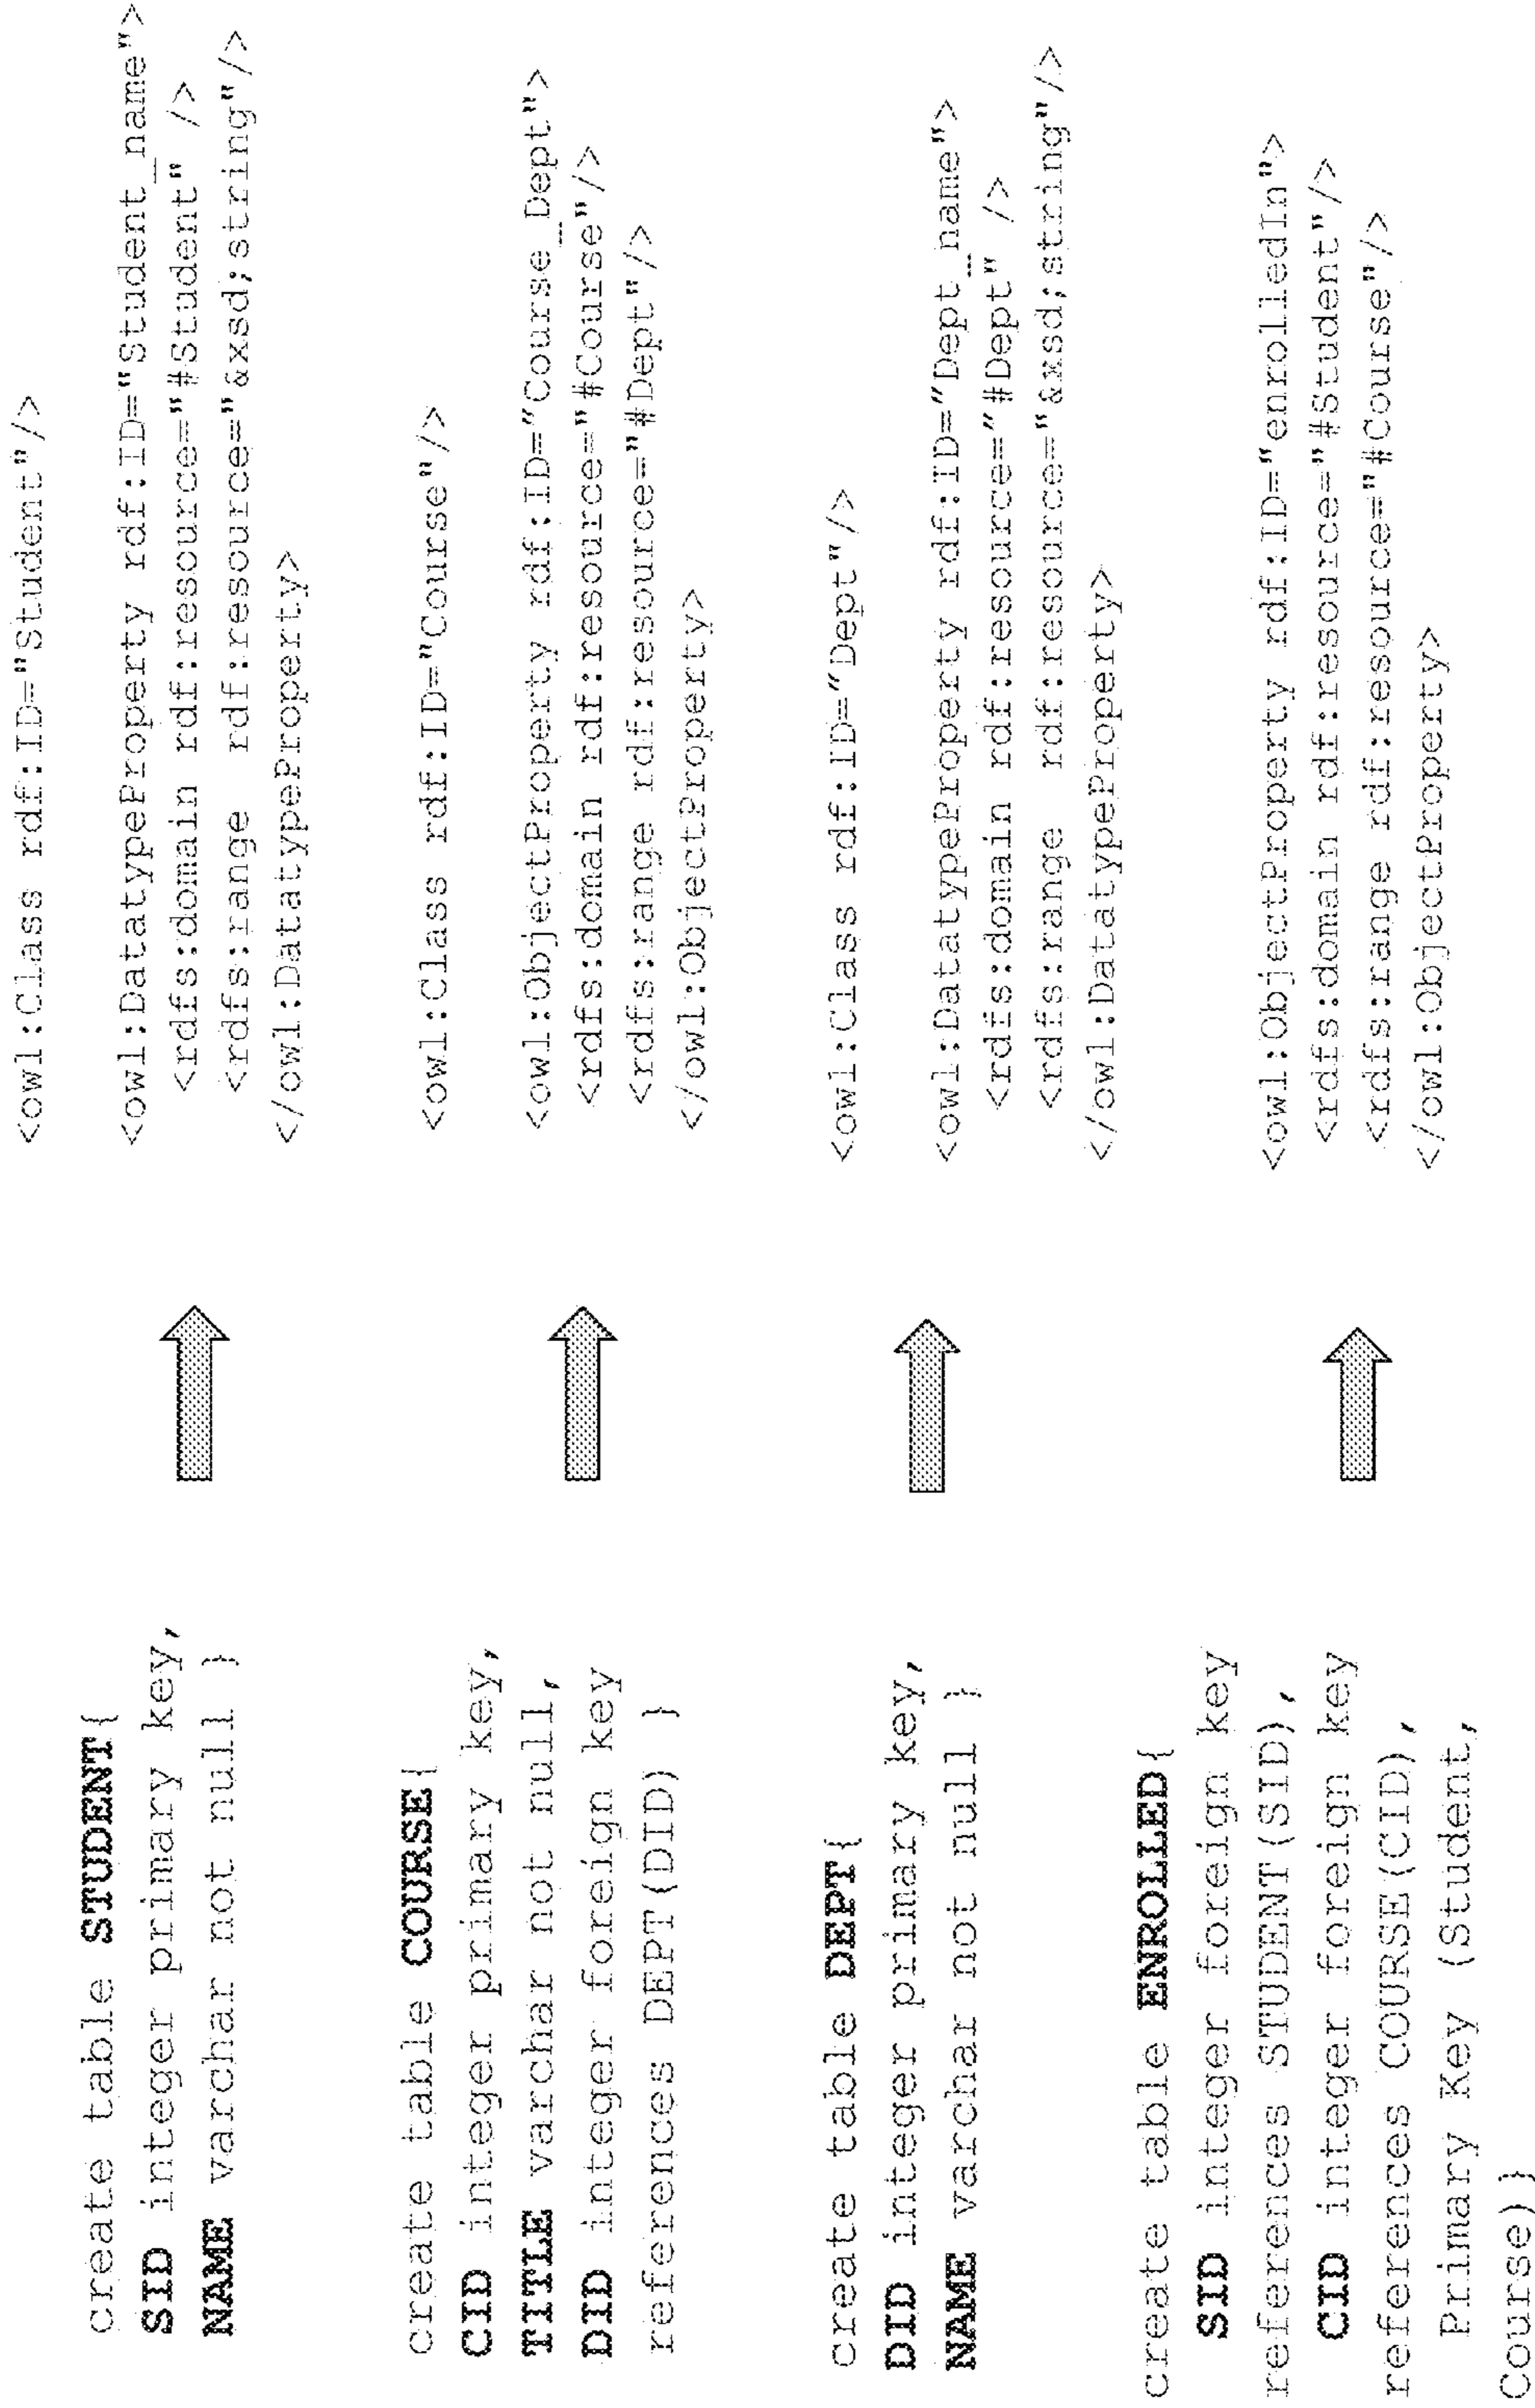 create table STUDENT{
SID integer primary key,
NAME varchar not null }
<owl:Class rdf:ID="Student"/>
<owl:DatatypeProperty rdf:ID="Student_name">
<rdfs:domain rdf:resource="#Student" />
<rdfs:range rdf:resource="&xsd;string"/>
</owl:DatatypeProperty>
create table COURSE{
CID integer primary key,
TITLE varchar not null,
DID integer foreign key
references DEPT(DID) }
<owl:Class rdf:ID="Course"/>
<owl:ObjectProperty rdf:ID="Course_Dept">
<rdfs:domain rdf:resource="#Course"/>
<rdfs:range rdf:resource="#Dept"/>
</owl:ObjectProperty>
create table DEPT{
DID integer primary key,
NAME varchar not null }
<owl:Class rdf:ID="Dept"/>
<owl:DatatypeProperty rdf:ID="Dept_name">
<rdfs:domain rdf:resource="#Dept" />
<rdfs:range rdf:resource="&xsd;string"/>
</owl:DatatypeProperty>
create table ENROLLED{
SID integer foreign key
references STUDENT(SID),
CID integer foreign key
references COURSE(CID),
Primary Key (Student,
Course)}
<owl:ObjectProperty rdf:ID="enrolledIn">
<rdfs:domain rdf:resource="#Student"/>
<rdfs:range rdf:resource="#Course"/>
</owl:ObjectProperty>